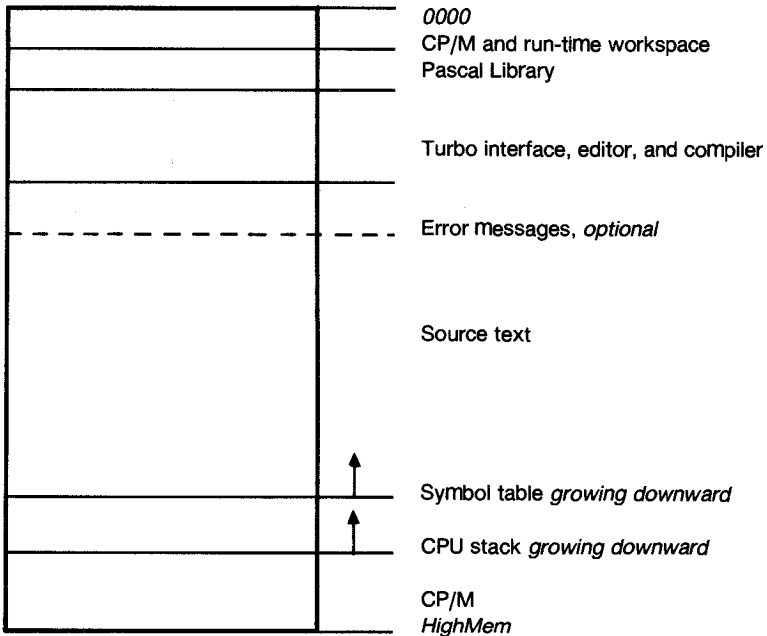 0000
CP/M and run-time workspace
Pascal Library
Turbo interface, editor, and compiler
Error messages, optional
Source text
Symbol table growing downward
CPU stack growing downward
CP/M
HighMem